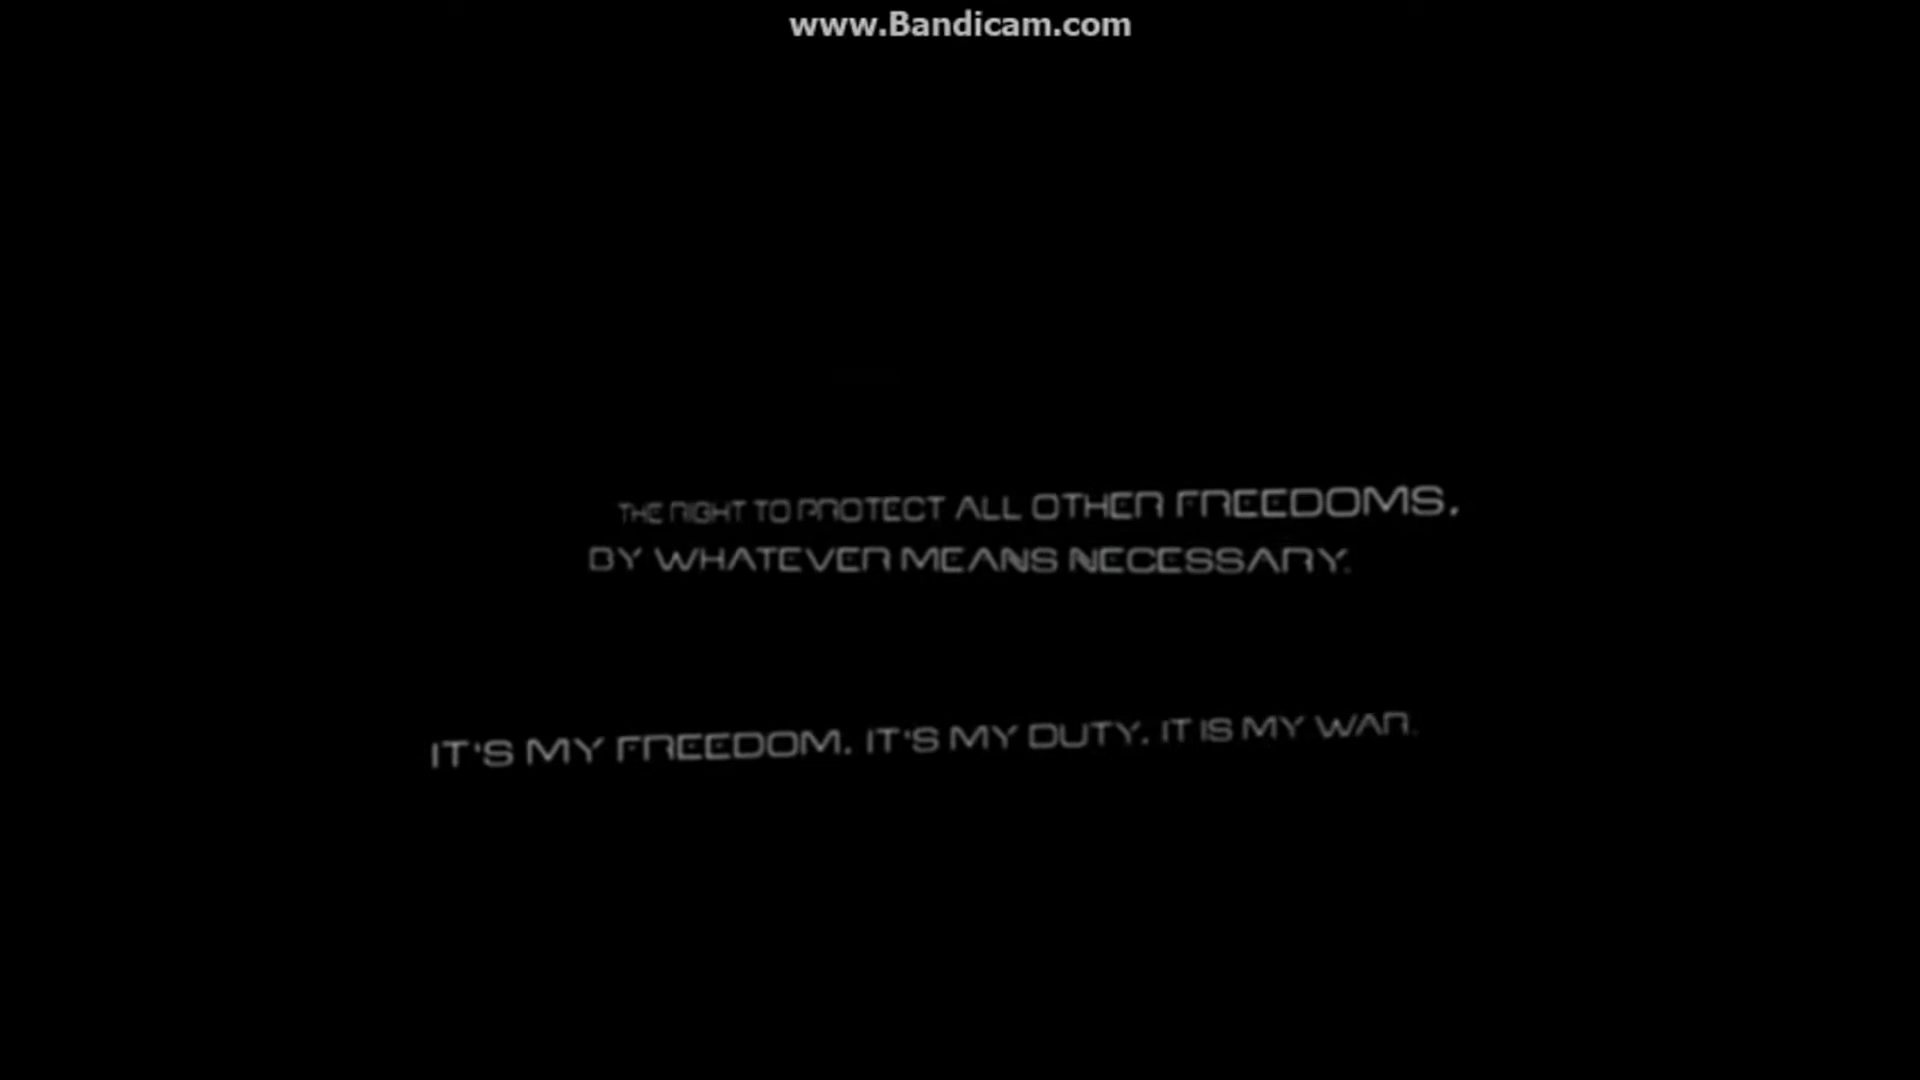 www.Bandicam.com
THE RIGHT TO PROTECT ALL OTHER FREEDOMS.
BY WHATEVER MEANS NECESSARY.
IT'S MY FREEDOM. IT'S MY DUTY. IT IS MY WAR.